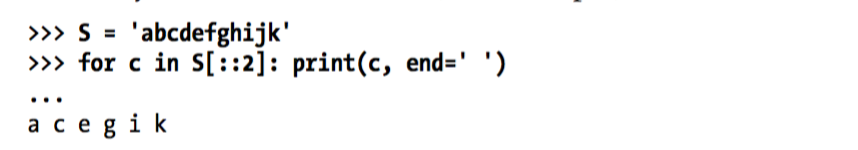 >>> S = 'abcdefghijk'
>>> for c in S[::2]: print(c, end=' ')
...
a c e g i k